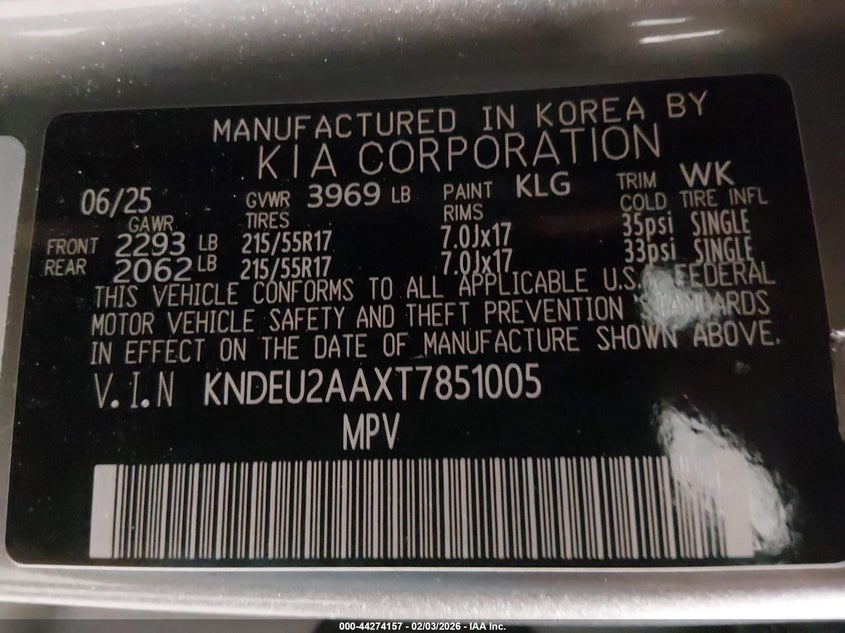 MANUFACTURED IN KOREA BY
KIA CORPORATION
06/25 GVWR 3969 LB PAINT KLG TRIM WK
GAWR TIRES RIMS COLD TIRE INFL
FRONT 2293 LB 215/55R17 7.0Jx17 35psi SINGLE
REAR 2062 LB 215/55R17 7.0Jx17 33psi SINGLE
THIS VEHICLE CONFORMS TO ALL APPLICABLE U.S. FEDERAL
MOTOR VEHICLE SAFETY AND THEFT PREVENTION STANDARDS
IN EFFECT ON THE DATE OF MANUFACTURE SHOWN ABOVE.
V.I.N KNDEU2AAXT7851005
MPV
000-44274157 - 02/03/2026 - IAA Inc.